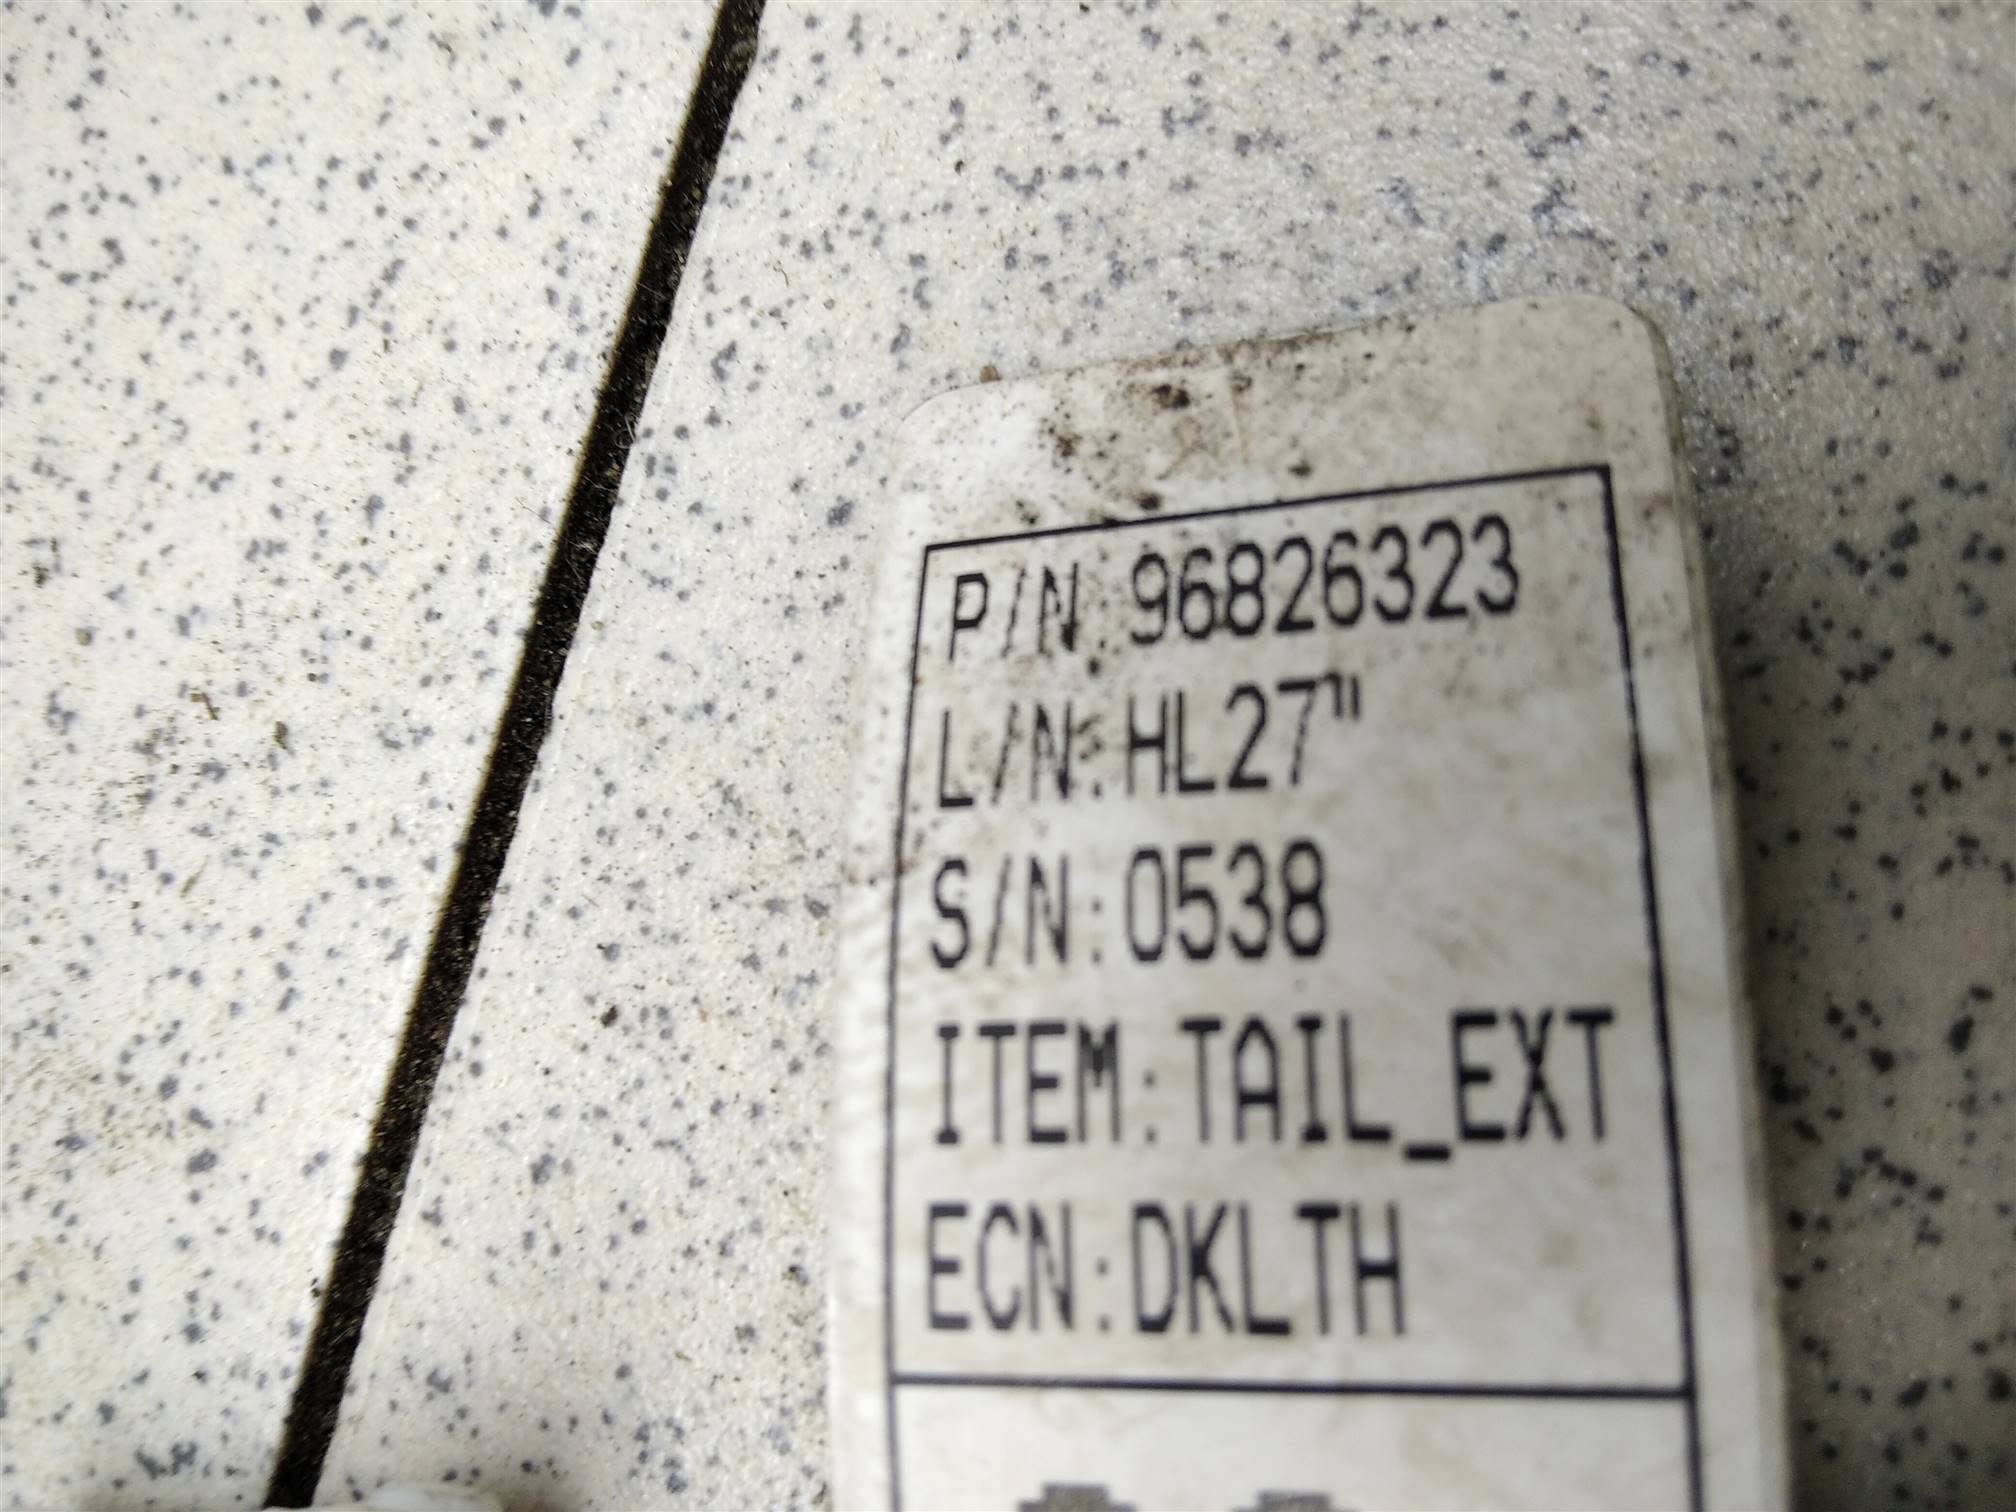 P/N:96826323
L/N:HL27"
S/N:0538
ITEM:TAIL_EXT
ECN:DKLTH